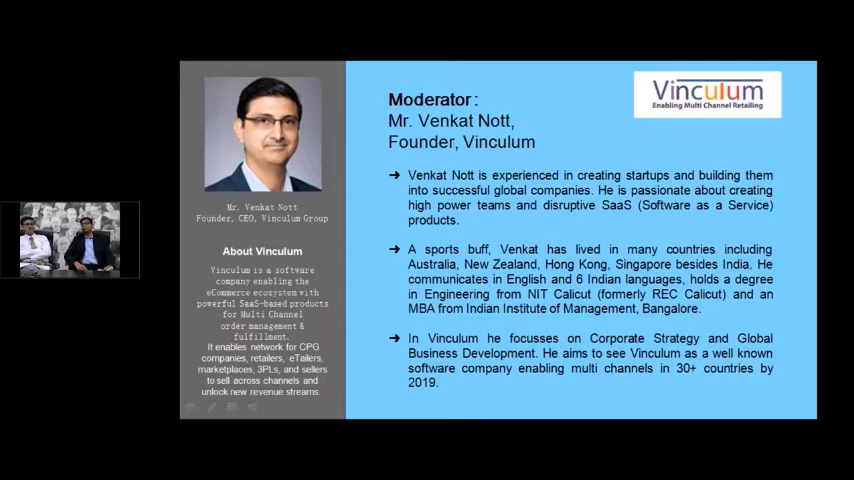 Mr. Venkat Nott
Founder, CEO, Vinculum Group
About Vinculum
Vinculum is a software
company enabling the
eCommerce ecosystem with
powerful SaaS-based products
for Multi Channel
order management &
fulfillment.
It enables network for CPG
companies, retailers, eTailers,
marketplaces, 3PLs, and sellers
to sell across channels and
unlock new revenue streams.
Vinculum
Enabling Multi Channel Retailing
Moderator :
Mr. Venkat Nott,
Founder, Vinculum
➔ Venkat Nott is experienced in creating startups and building them
into successful global companies. He is passionate about creating
high power teams and disruptive SaaS (Software as a Service)
products.
➔ A sports buff, Venkat has lived in many countries including
Australia, New Zealand, Hong Kong, Singapore besides India. He
communicates in English and 6 Indian languages, holds a degree
in Engineering from NIT Calicut (formerly REC Calicut) and an
MBA from Indian Institute of Management, Bangalore.
➔ In Vinculum he focusses on Corporate Strategy and Global
Business Development. He aims to see Vinculum as a well known
software company enabling multi channels in 30+ countries by
2019.